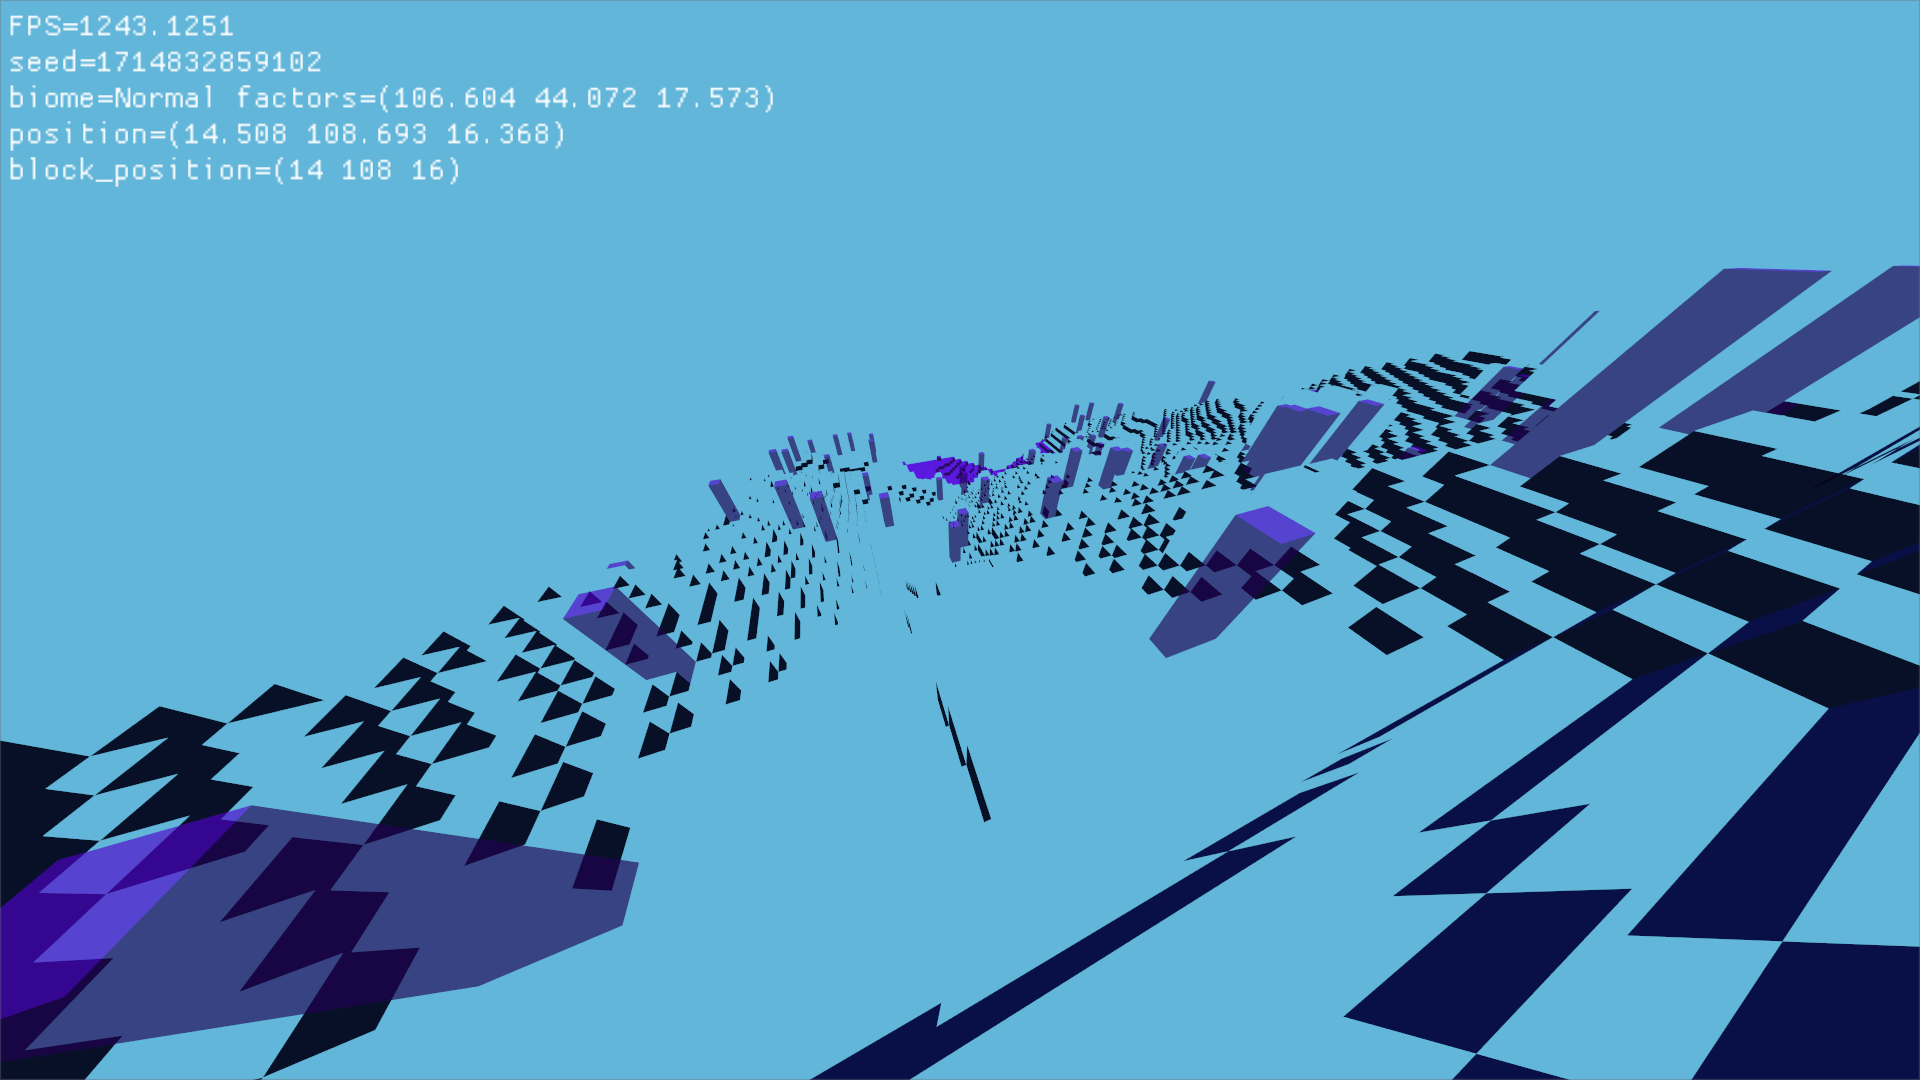 FPS=1243.1251
seed=1714832859102
biome=Normal factors=(106.604 44.072 17.573)
position=(14.508 108.693 16.368)
block_position=(14 108 16)